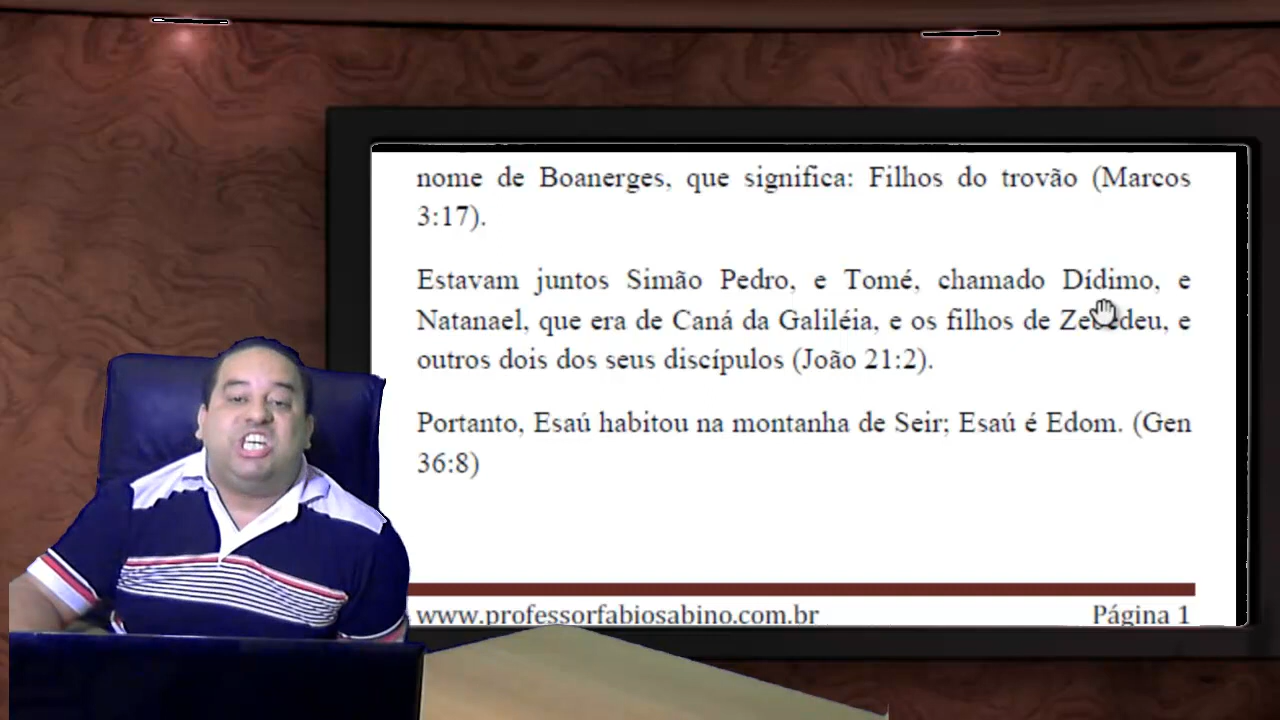 nome de Boanerges, que significa: Filhos do trovão (Marcos
3:17).
Estavam juntos Simão Pedro, e Tomé, chamado Dídimo, e
Natanael, que era de Caná da Galiléia, e os filhos de Zebedeu, e
outros dois dos seus discípulos (João 21:2).
Portanto, Esaú habitou na montanha de Seir; Esaú é Edom. (Gen
36:8)
www.professorfabiosabino.com.br
Página 1